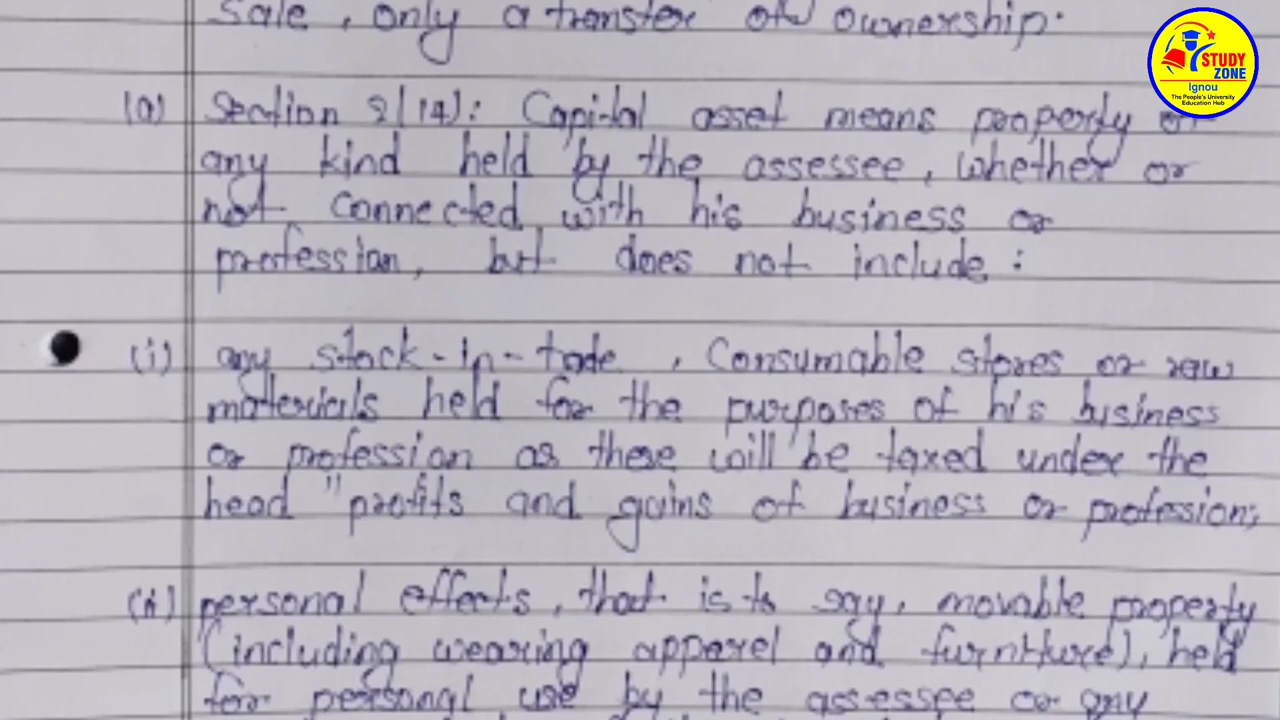 sale, only a transfer of ownership.
(a) Section 2(14): Capital asset means property of
any kind held by the assessee, whether or
not connected with his business or
profession, but does not include :
(i) any stock-in-tade, Consumable stores or raw
materials held for the purposes of his business
or profession as these will be taxed under the
head "profits and gains of business or profession;
(ii) personal effects, that is to say, movable property
(including wearing apparel and furniture), held
for personal use by the assessee or any
STUDY
ZONE
Ignou
The People's University
Education Hub